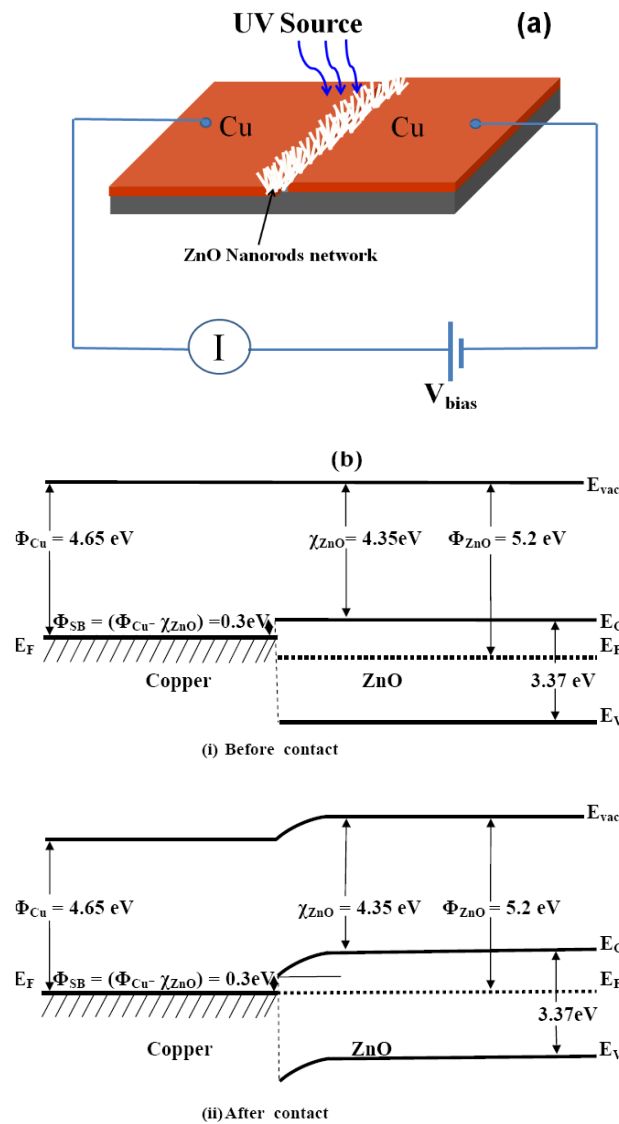 UV Source (a)
Cu
Cu
ZnO Nanorods network
I
V_bias
(b)
E_vac
Φ_Cu = 4.65 eV
χ_ZnO = 4.35eV
Φ_ZnO = 5.2 eV
Φ_SB = (Φ_Cu- χ_ZnO) =0.3eV
E_C
E_F
E_F
Copper
ZnO
3.37 eV
E_V
(i) Before contact
E_vac
Φ_Cu = 4.65 eV
χ_ZnO = 4.35 eV
Φ_ZnO = 5.2 eV
E_C
E_F
Φ_SB = (Φ_Cu- χ_ZnO) = 0.3eV
E_F
3.37eV
Copper
ZnO
E_V
(ii) After contact